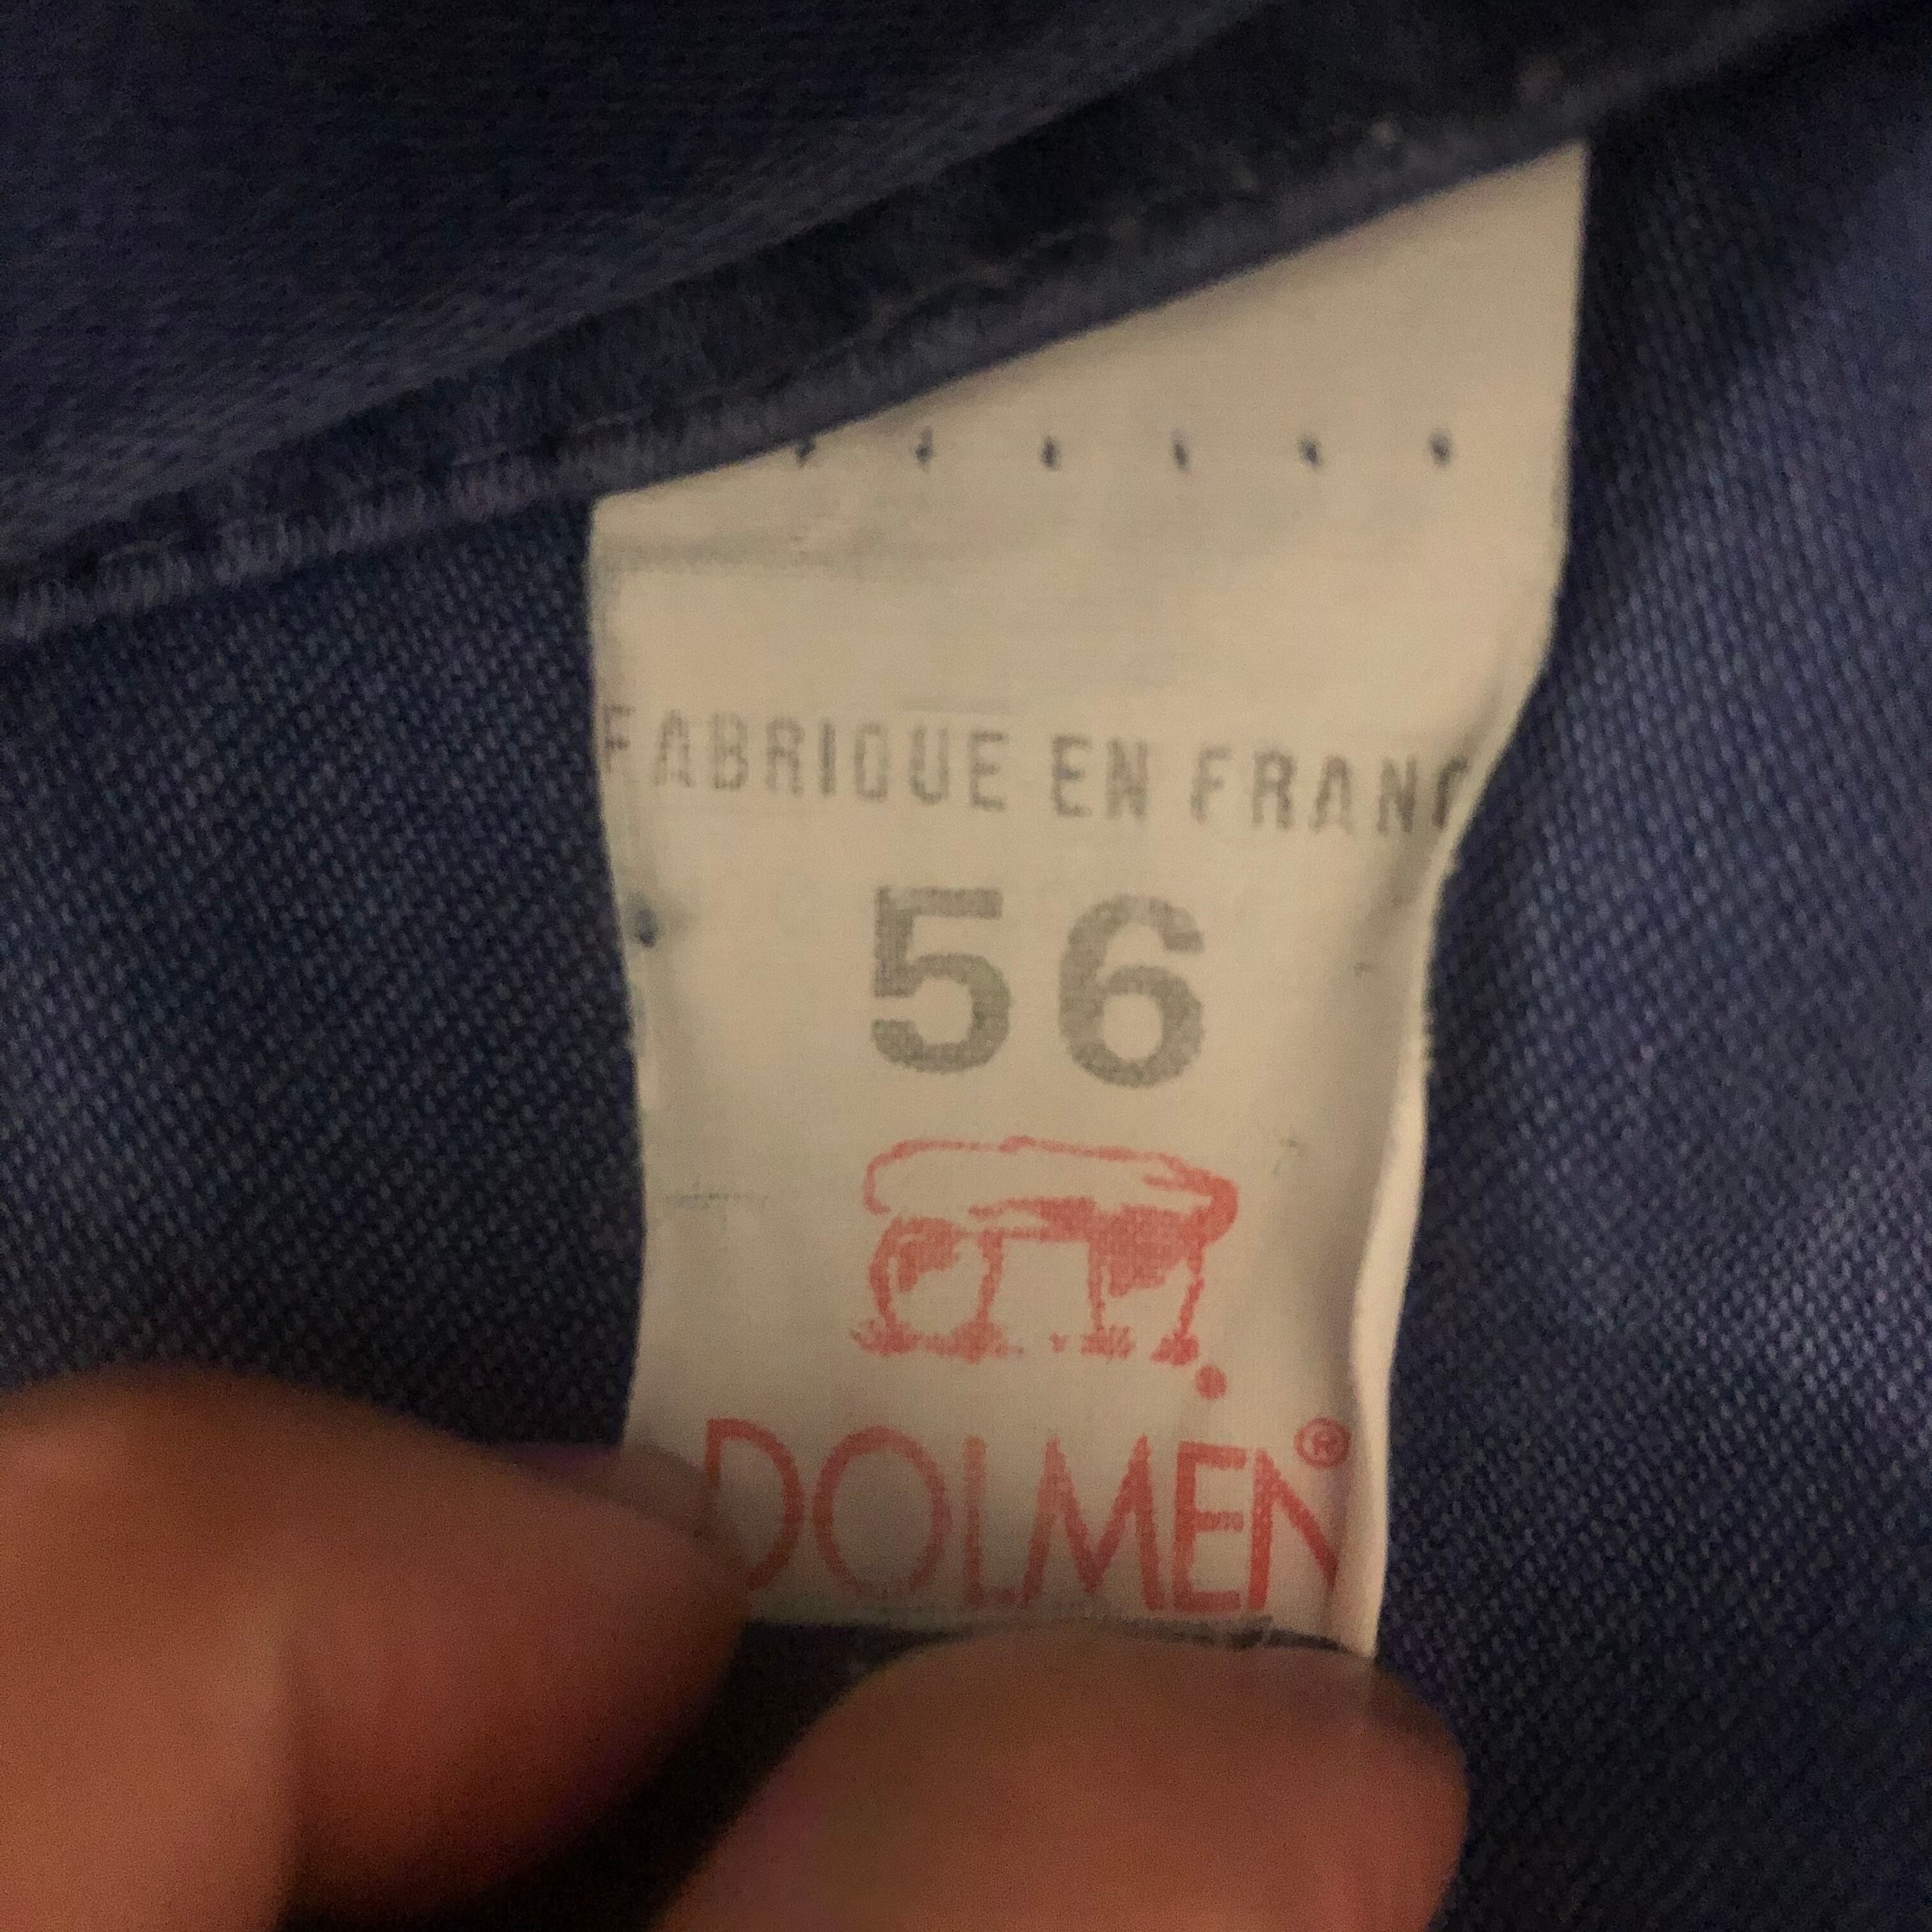 FABRIQUE EN FRANC
56
DOLMEN®